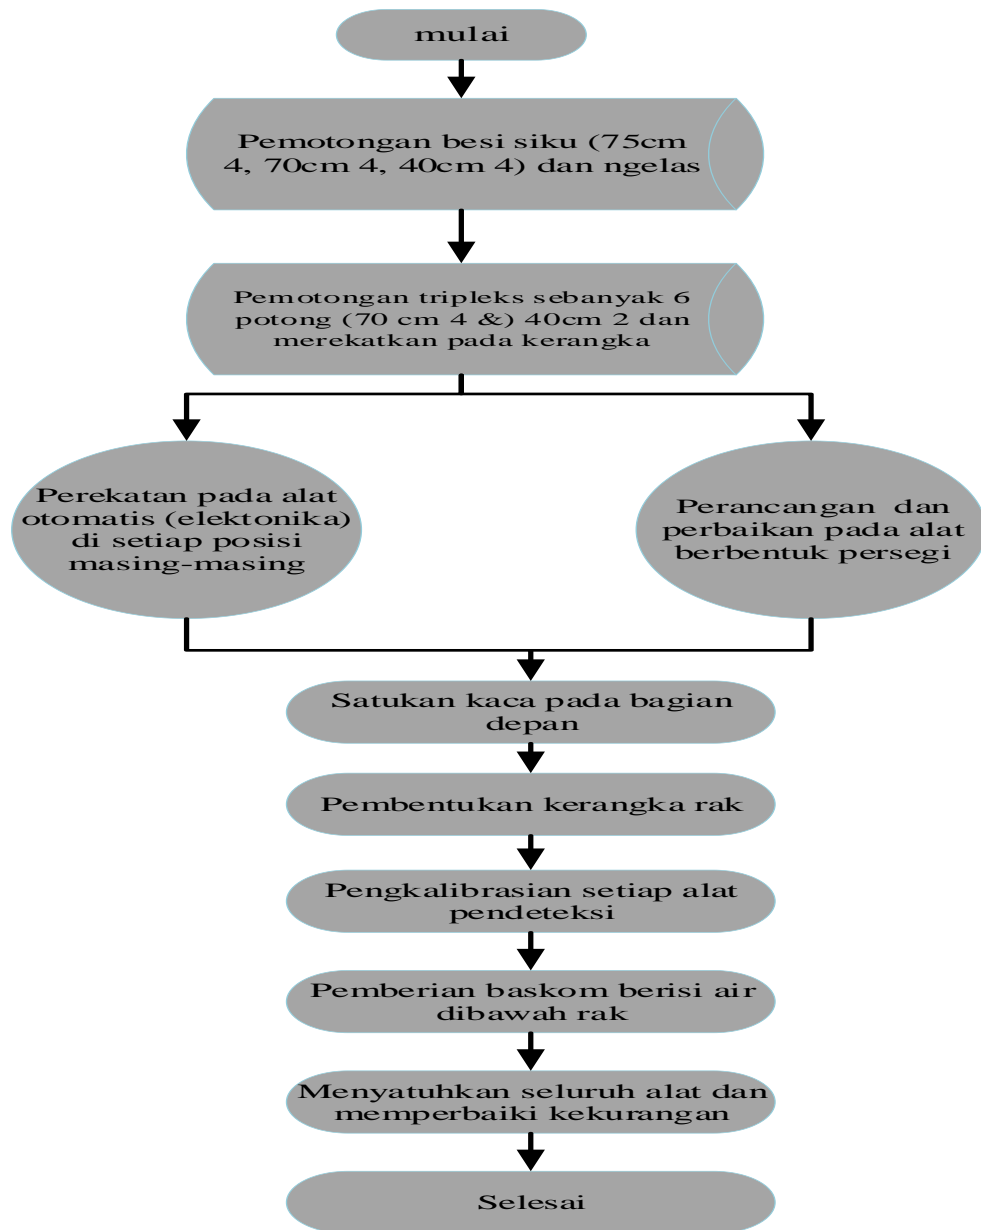 mulai
Pemotongan besi siku (75cm
4, 70cm 4, 40cm 4) dan ngelas
Pemotongan tripleks sebanyak 6
potong (70 cm 4 &) 40cm 2 dan
merekatkan pada kerangka
Perekatan pada alat
otomatis (elektonika)
di setiap posisi
masing-masing
Perancangan dan
perbaikan pada alat
berbentuk persegi
Satukan kaca pada bagian
depan
Pembentukan kerangka rak
Pengkalibrasian setiap alat
pendeteksi
Pemberian baskom berisi air
dibawah rak
Menyatuhkan seluruh alat dan
memperbaiki kekurangan
Selesai